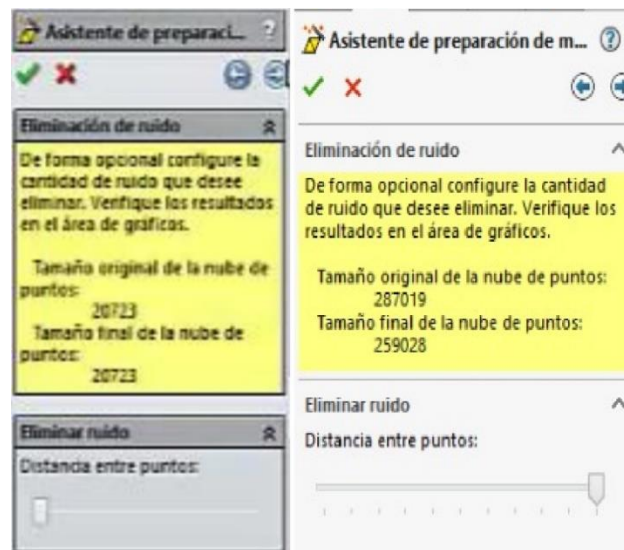 Asistente de preparaci...
Eliminación de ruido
De forma opcional configure la
cantidad de ruido que desee
eliminar. Verifique los resultados
en el área de gráficos.
Tamaño original de la nube de
puntos:
20723
Tamaño final de la nube de
puntos:
20723
Eliminar ruido
Distancia entre puntos:
Asistente de preparación de m...
Eliminación de ruido
De forma opcional configure la cantidad
de ruido que desee eliminar. Verifique los
resultados en el área de gráficos.
Tamaño original de la nube de puntos:
287019
Tamaño final de la nube de puntos:
259028
Eliminar ruido
Distancia entre puntos: